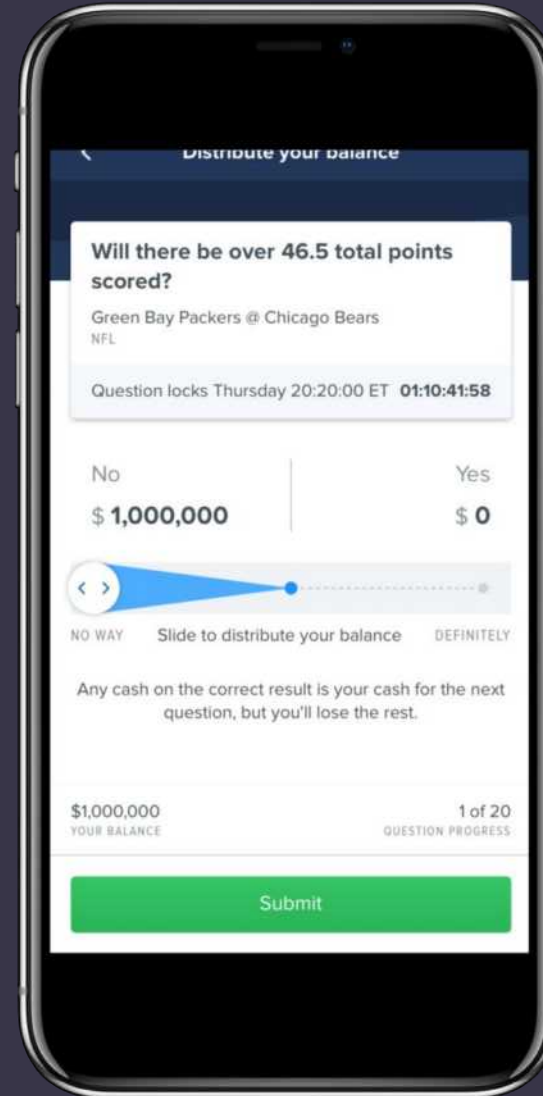 Distribute your balance
Will there be over 46.5 total points
scored?
Green Bay Packers @ Chicago Bears
NFL
Question locks Thursday 20:20:00 ET 01:10:41:58
No Yes
$ 1,000,000 $ 0
NO WAY Slide to distribute your balance DEFINITELY
Any cash on the correct result is your cash for the next
question, but you'll lose the rest.
$1,000,000 1 of 20
YOUR BALANCE QUESTION PROGRESS
Submit